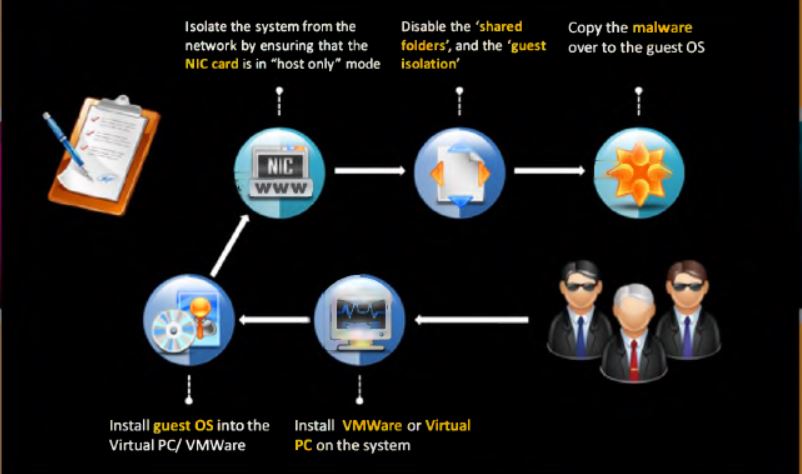 Isolate the system from the
network by ensuring that the
NIC card is in "host only" mode
Disable the 'shared
folders', and the 'guest
isolation'
Copy the malware
over to the guest OS
NIC
WWW
Install guest OS into the
Virtual PC/ VMWare
Install VMWare or Virtual
PC on the system